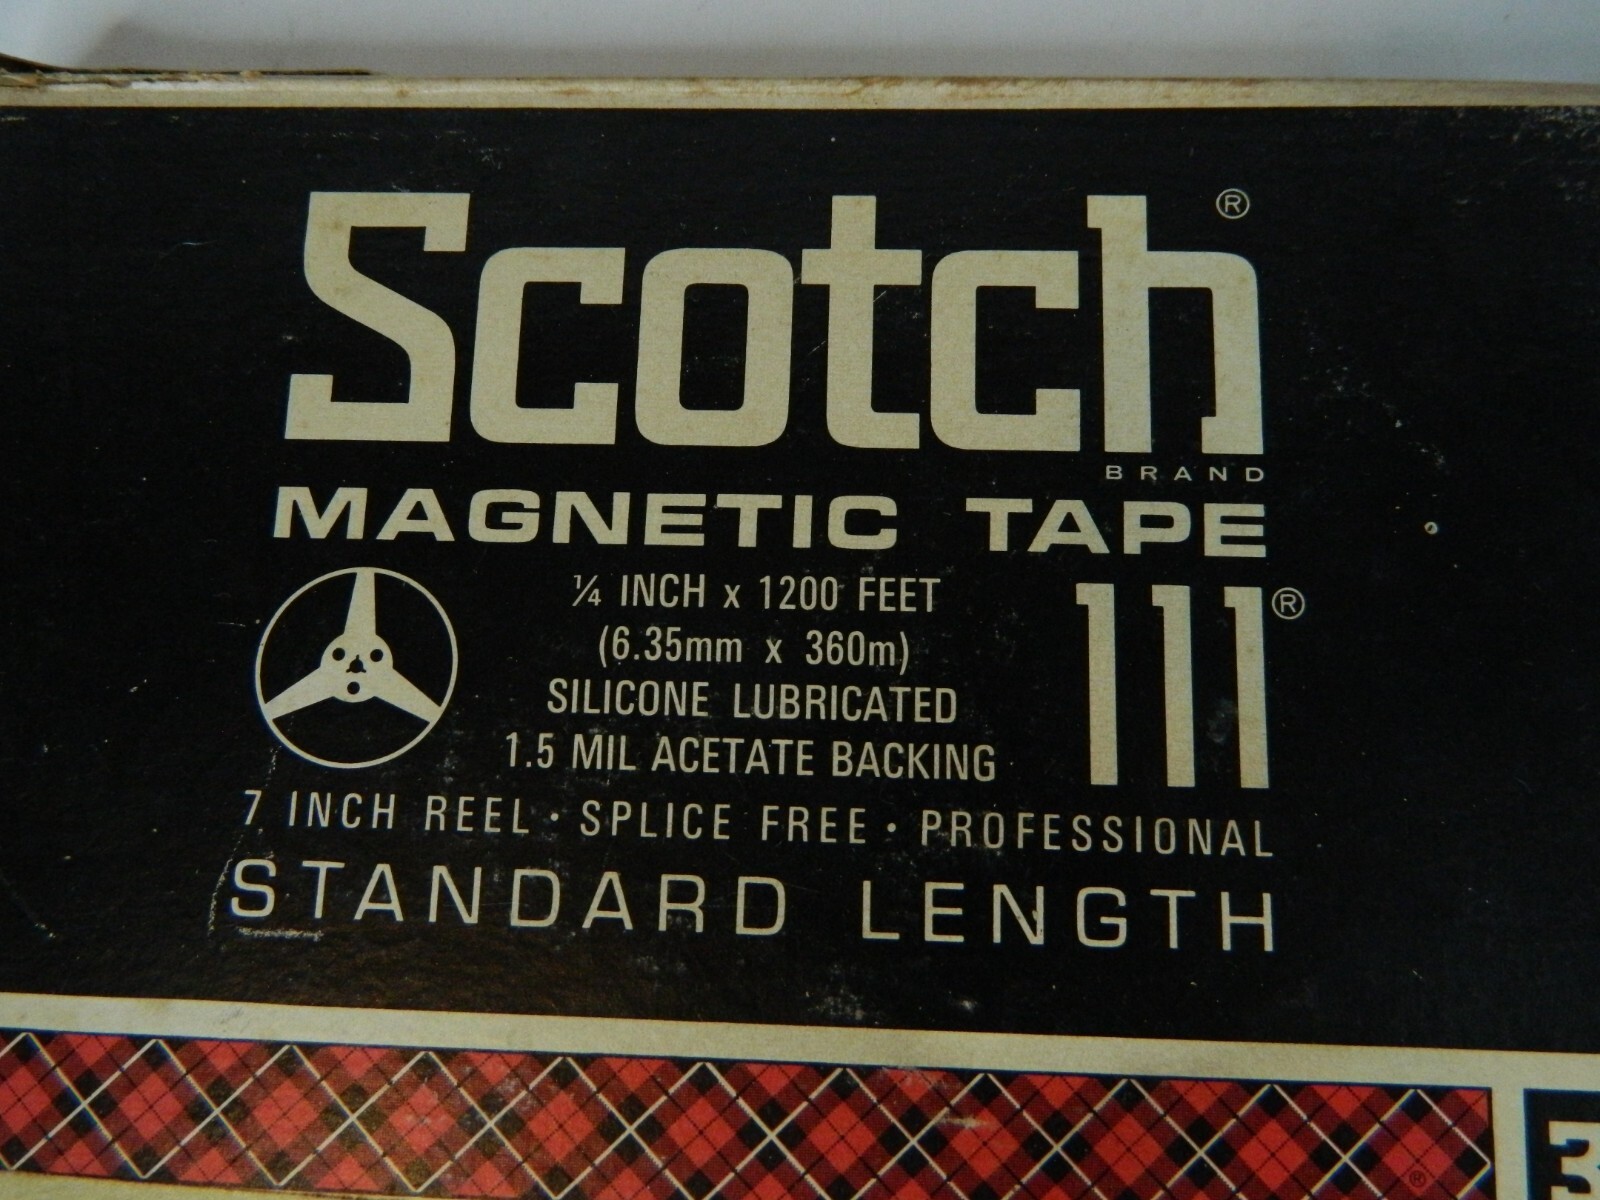 Scotch®
BRAND
MAGNETIC TAPE
¼ INCH x 1200 FEET
(6.35mm x 360m)
SILICONE LUBRICATED
1.5 MIL ACETATE BACKING
111®
7 INCH REEL · SPLICE FREE · PROFESSIONAL
STANDARD LENGTH
®